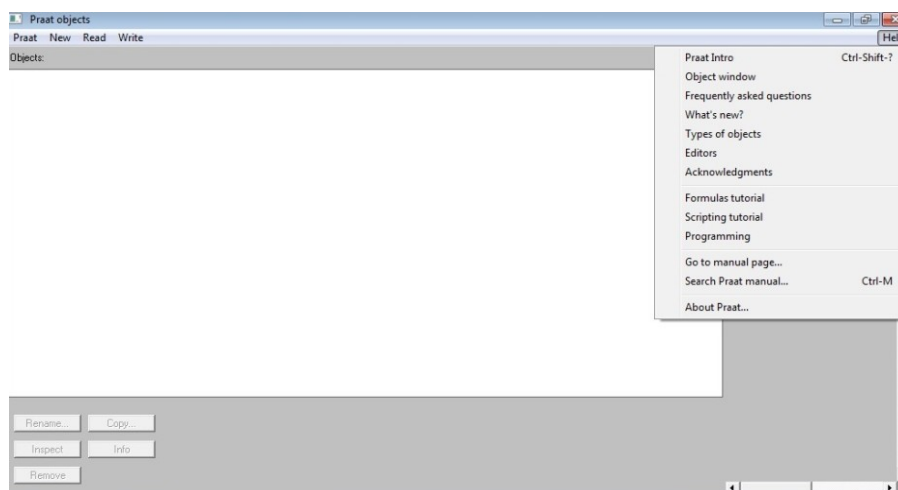 Praat objects
Praat New Read Write Hel
Objects:
Praat Intro Ctrl-Shift-?
Object window
Frequently asked questions
What's new?
Types of objects
Editors
Acknowledgments
Formulas tutorial
Scripting tutorial
Programming
Go to manual page...
Search Praat manual... Ctrl-M
About Praat...
Rename... Copy...
Inspect Info
Remove